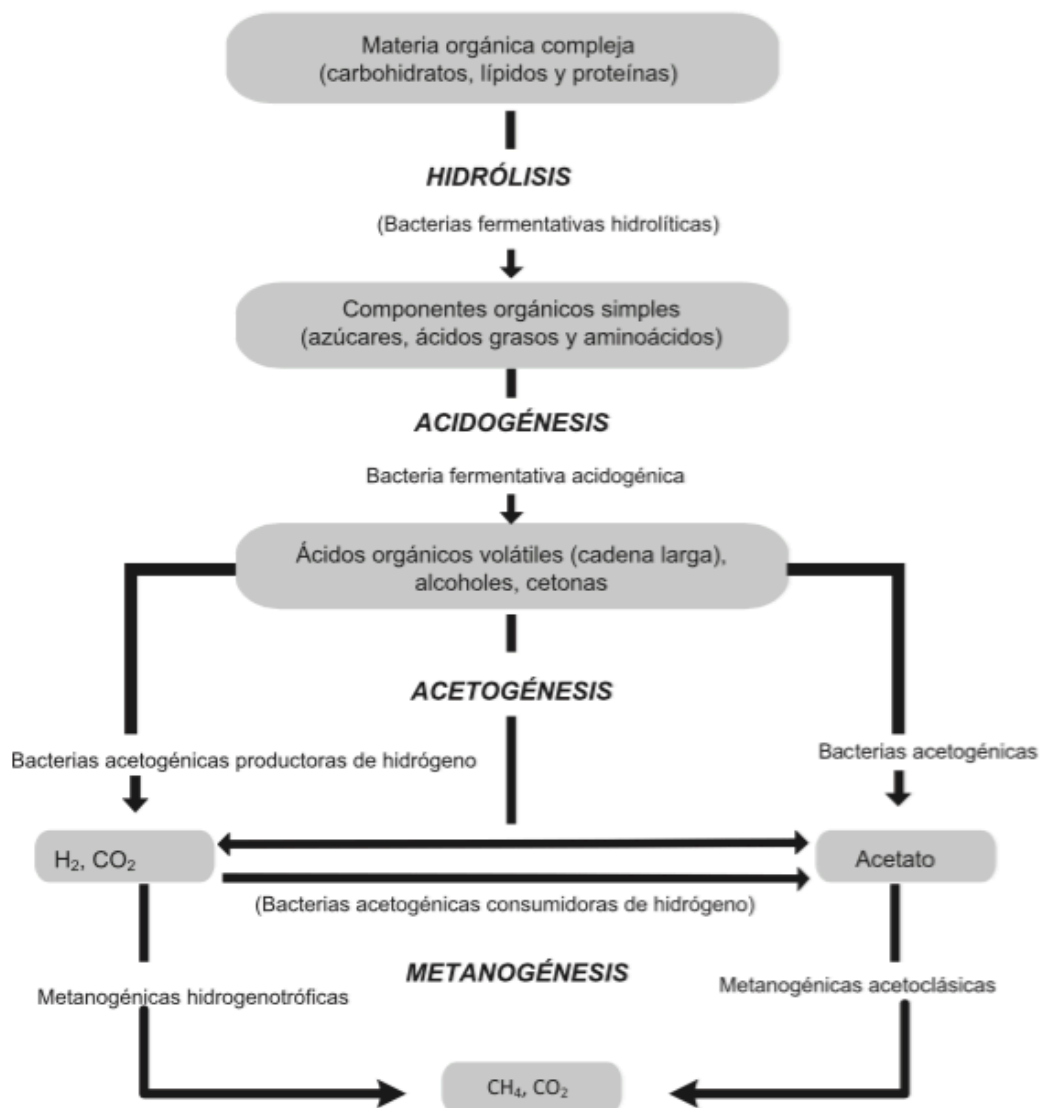 Materia orgánica compleja
(carbohidratos, lípidos y proteínas)
HIDRÓLISIS
(Bacterias fermentativas hidrolíticas)
Componentes orgánicos simples
(azúcares, ácidos grasos y aminoácidos)
ACIDOGÉNESIS
Bacteria fermentativa acidogénica
Ácidos orgánicos volátiles (cadena larga),
alcoholes, cetonas
ACETOGÉNESIS
Bacterias acetogénicas productoras de hidrógeno
Bacterias acetogénicas
H₂, CO₂
Acetato
(Bacterias acetogénicas consumidoras de hidrógeno)
METANOGÉNESIS
Metanogénicas hidrogenotróficas
Metanogénicas acetoclásicas
CH₄, CO₂